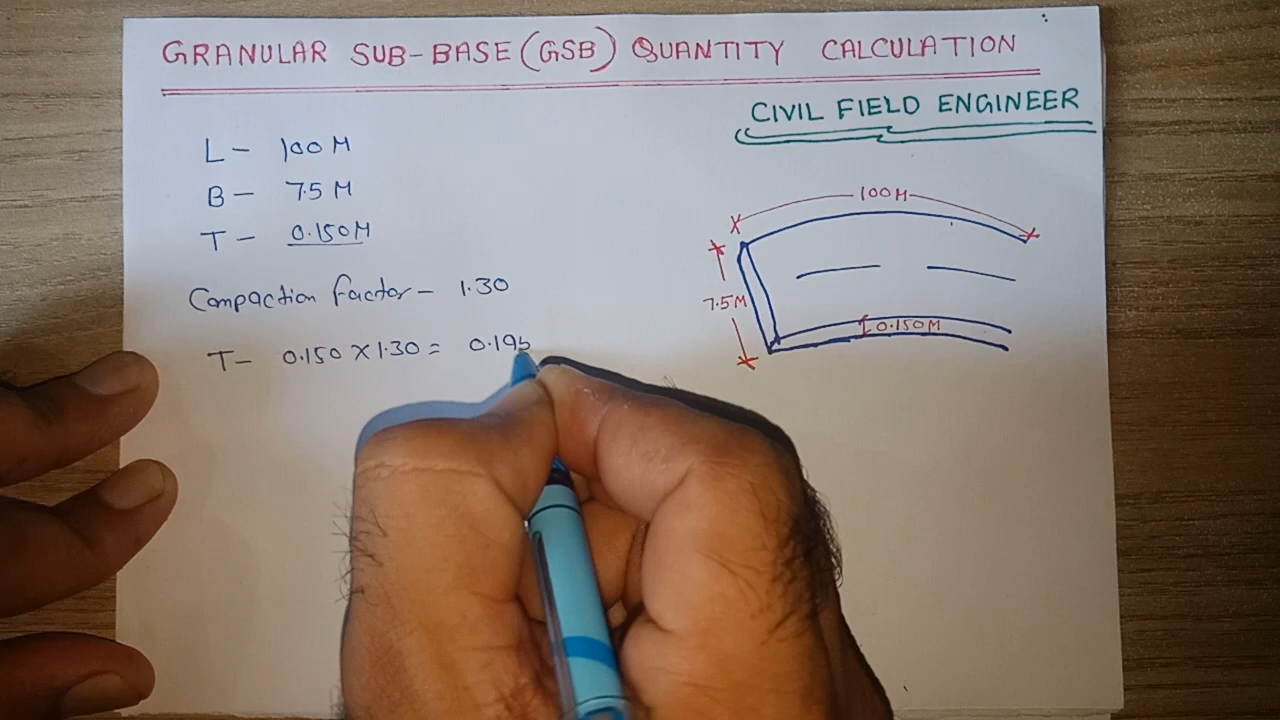 GRANULAR SUB-BASE (GSB) QUANTITY CALCULATION
CIVIL FIELD ENGINEER
L - 100 M
B - 7.5 M
T - 0.150 M
Compaction factor - 1.30
T - 0.150 X 1.30 = 0.195
100 M
7.5 M
0.150 M